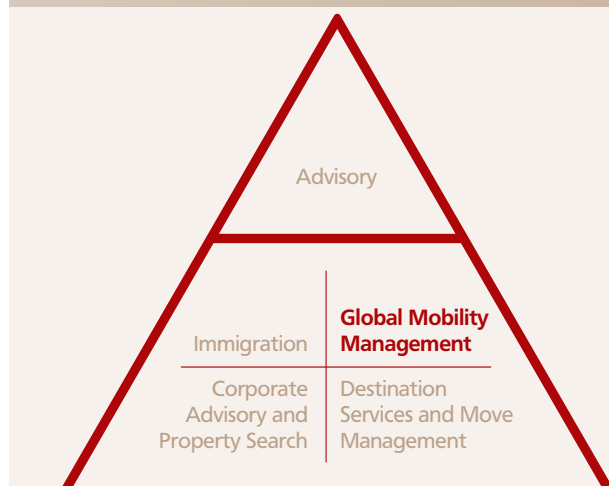 Advisory
Immigration
Global Mobility
Management
Corporate
Advisory and
Property Search
Destination
Services and Move
Management